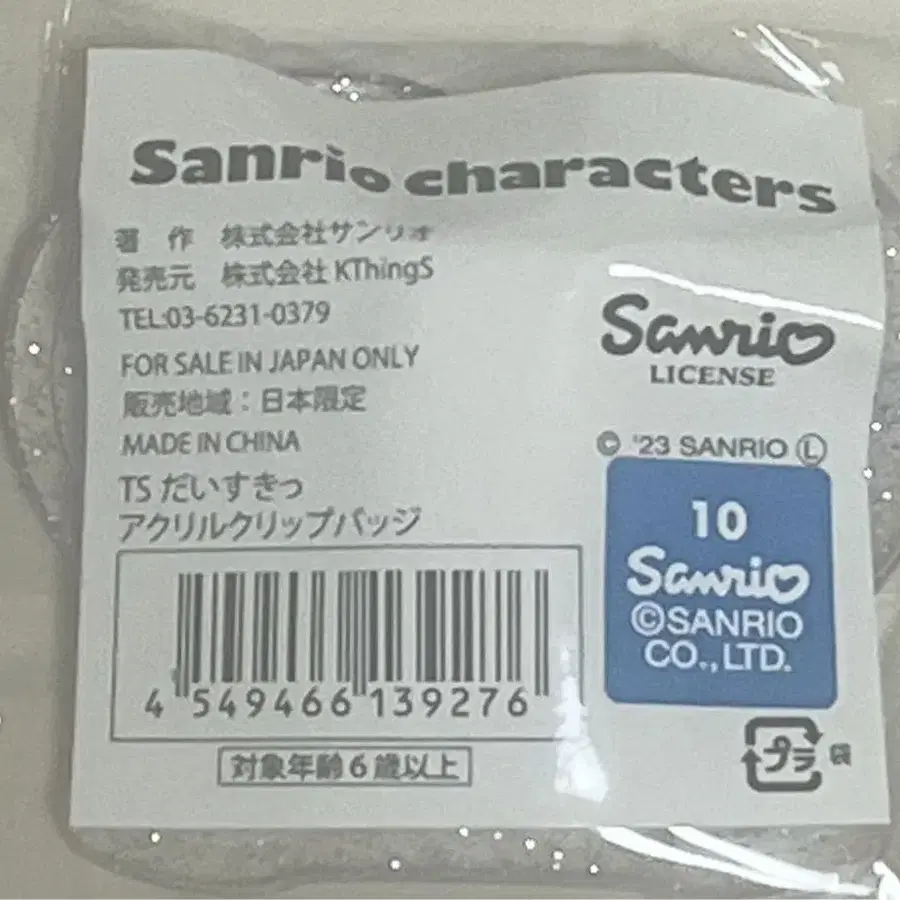 Sanrio characters
著 作 株式会社サンリオ
発売元 株式会社 KThingS
TEL:03-6231-0379
FOR SALE IN JAPAN ONLY
販売地域：日本限定
MADE IN CHINA
TS だいすきっ
アクリルクリップバッジ
4 549466 139276
対象年齢6歳以上
Sanrio
LICENSE
© '23 SANRIO Ⓛ
10
Sanrio
©SANRIO
CO., LTD.
プラ 袋